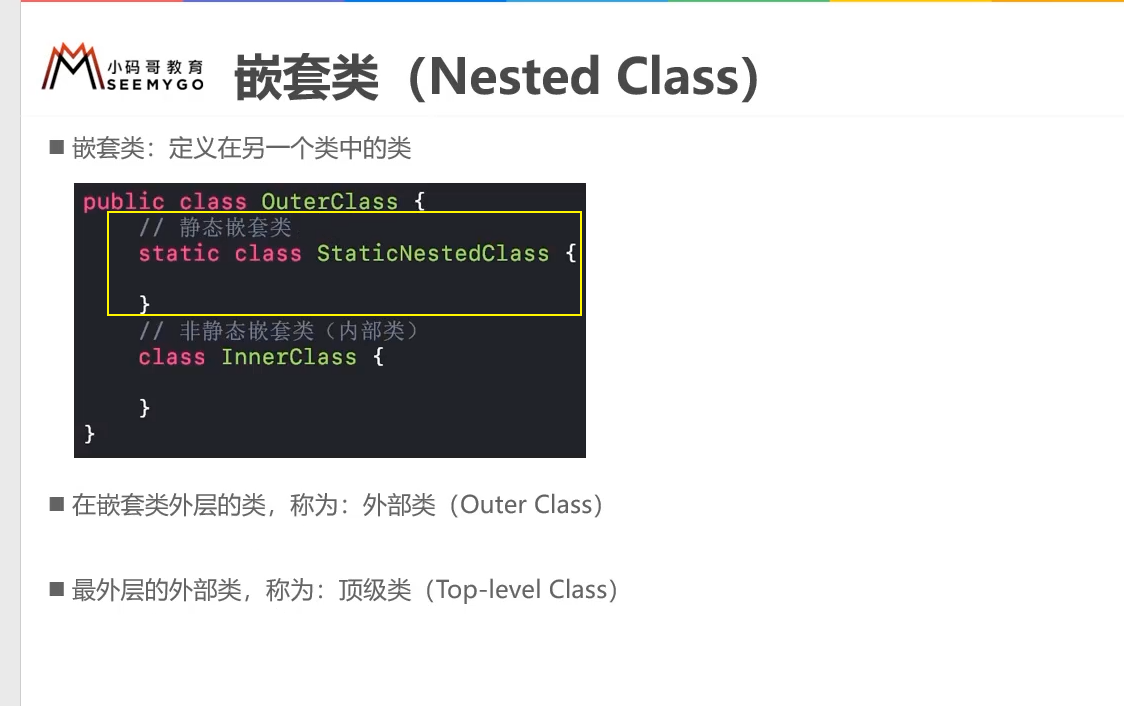 小码哥教育
SEEMYGO
嵌套类（Nested Class）
■ 嵌套类：定义在另一个类中的类
public class OuterClass {
// 静态嵌套类
static class StaticNestedClass {
}
// 非静态嵌套类（内部类）
class InnerClass {
}
}
■ 在嵌套类外层的类，称为：外部类（Outer Class）
■ 最外层的外部类，称为：顶级类（Top-level Class）